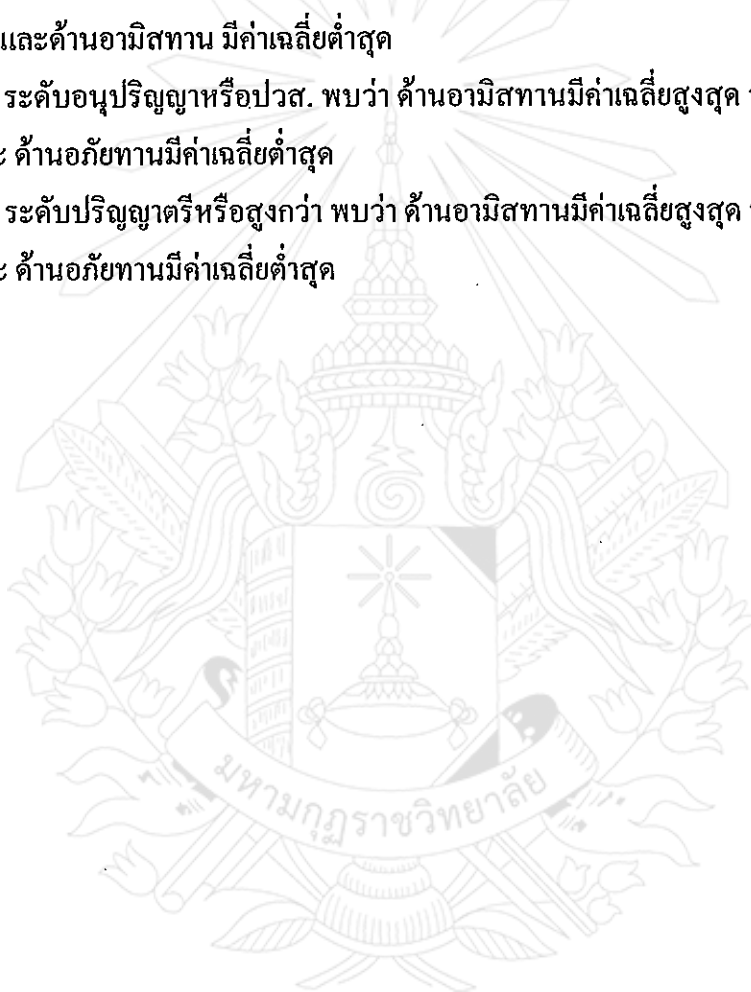 และด้านอามิสทาน มีค่าเฉลี่ยต่ำสุด
ระดับอนุปริญญาหรือปวส. พบว่า ด้านอามิสทานมีค่าเฉลี่ยสูงสุด
ด้านอภัยทานมีค่าเฉลี่ยต่ำสุด
ระดับปริญญาตรีหรือสูงกว่า พบว่า ด้านอามิสทานมีค่าเฉลี่ยสูงสุด
ด้านอภัยทานมีค่าเฉลี่ยต่ำสุด
มหามกุฏราชวิทยาลัย